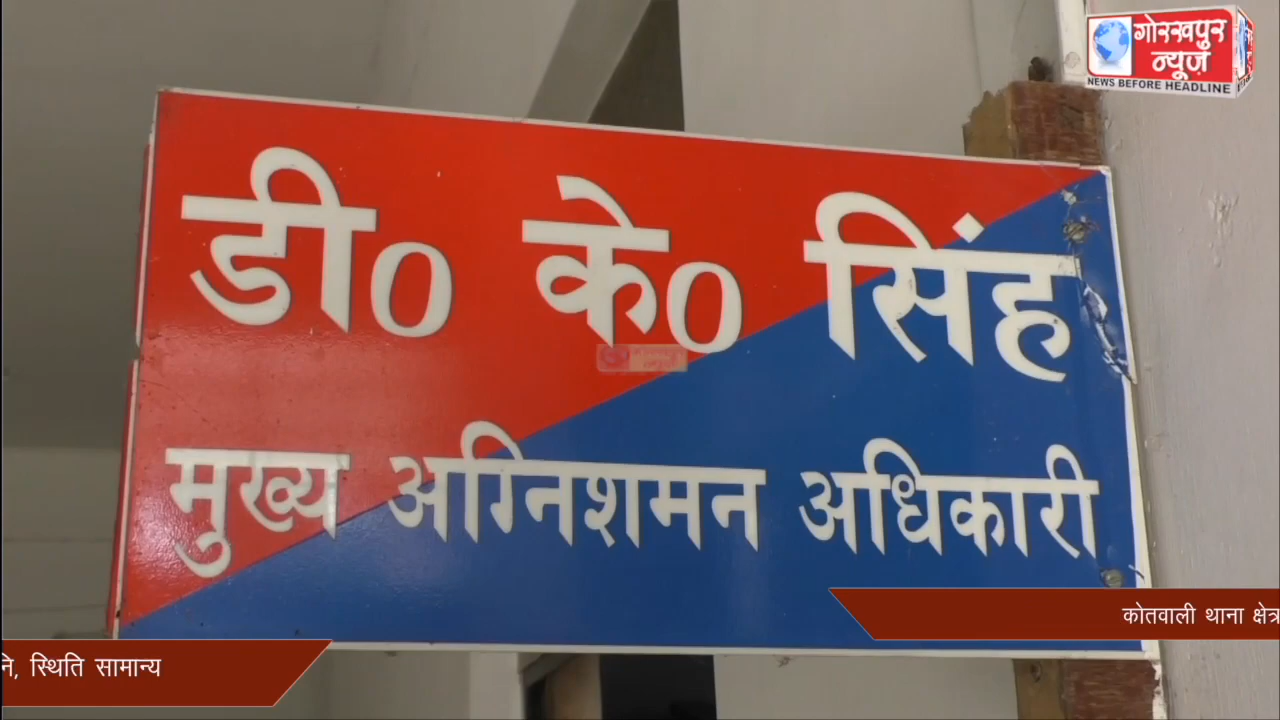 गोरखपुर
न्यूज़
NEWS BEFORE HEADLINE
डी० के० सिंह
मुख्य अग्निशमन अधिकारी
कोतवाली थाना क्षेत्र
नि, स्थिति सामान्य